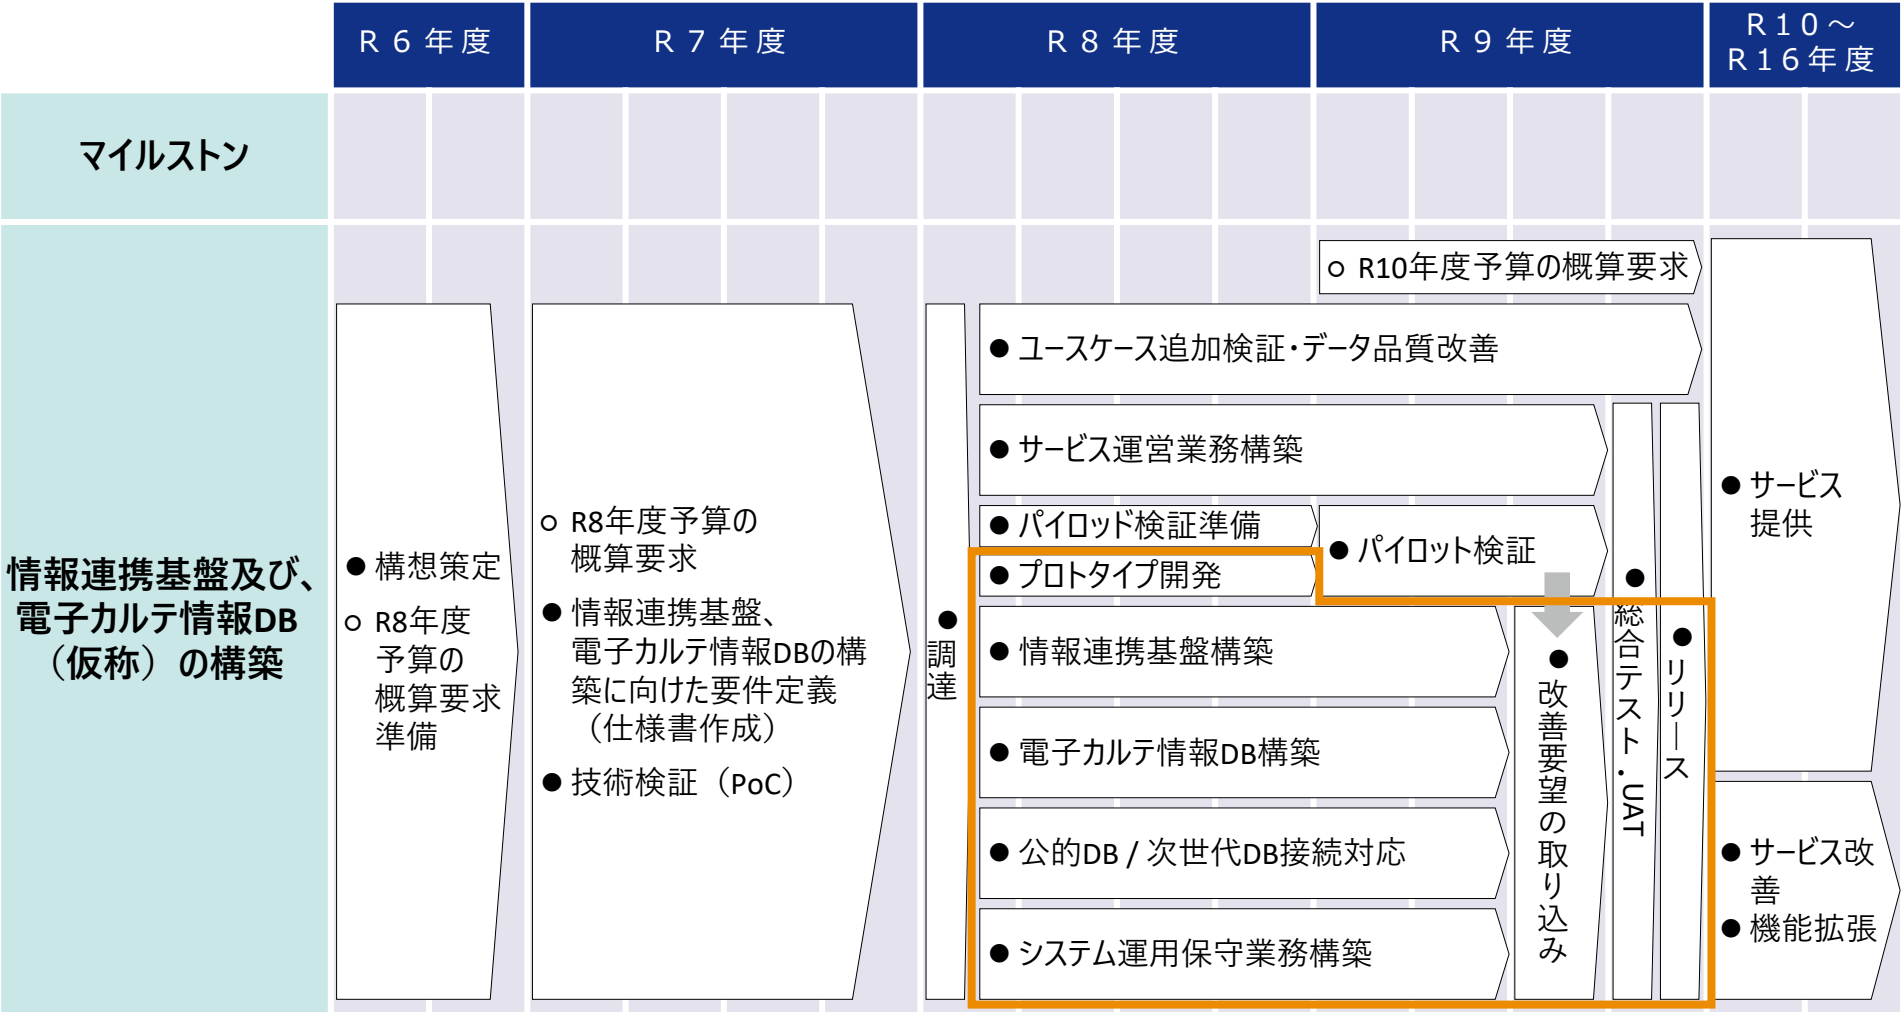 R６年度
R７年度
R８年度
R９年度
R10～
R16年度
マイルストン
情報連携基盤及び、
電子カルテ情報DB
（仮称）の構築
● 構想策定
○ R8年度
予算の
概算要求
準備
○ R8年度予算の
概算要求
● 情報連携基盤、
電子カルテ情報DBの構
築に向けた要件定義
（仕様書作成）
● 技術検証（PoC）
● 調達
○ R10年度予算の概算要求
● ユースケース追加検証・データ品質改善
● サービス運営業務構築
● パイロッド検証準備
● プロトタイプ開発
● パイロット検証
● 情報連携基盤構築
● 電子カルテ情報DB構築
● 公的DB / 次世代DB接続対応
● システム運用保守業務構築
● 改善要望の取り込み
● 総合テスト．UAT
● リリース
● サービス
提供
● サービス改
善
● 機能拡張